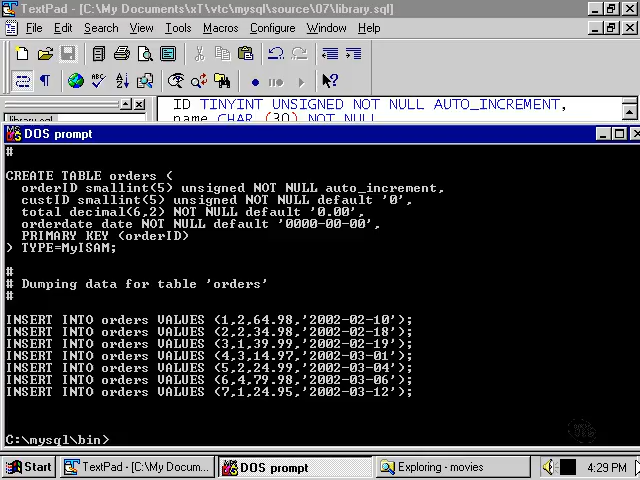 TextPad - [C:\My Documents\xT\vtc\mysql\source\07\library.sql]
File Edit Search View Tools Macros Configure Window Help
ID TINYINT UNSIGNED NOT NULL AUTO_INCREMENT,
name CHAR (30) NOT NULL
library.sql
DOS prompt
#
CREATE TABLE orders (
orderID smallint(5) unsigned NOT NULL auto_increment,
custID smallint(5) unsigned NOT NULL default '0',
total decimal(6,2) NOT NULL default '0.00',
orderdate date NOT NULL default '0000-00-00',
PRIMARY KEY (orderID)
) TYPE=MyISAM;
#
# Dumping data for table 'orders'
#
INSERT INTO orders VALUES (1,2,64.98,'2002-02-10');
INSERT INTO orders VALUES (2,2,34.98,'2002-02-18');
INSERT INTO orders VALUES (3,1,39.99,'2002-02-19');
INSERT INTO orders VALUES (4,3,14.97,'2002-03-01');
INSERT INTO orders VALUES (5,2,24.99,'2002-03-04');
INSERT INTO orders VALUES (6,4,79.98,'2002-03-06');
INSERT INTO orders VALUES (7,1,24.95,'2002-03-12');
C:\mysql\bin>
Start TextPad - [C:\My Docum... DOS prompt Exploring - movies 4:29 PM